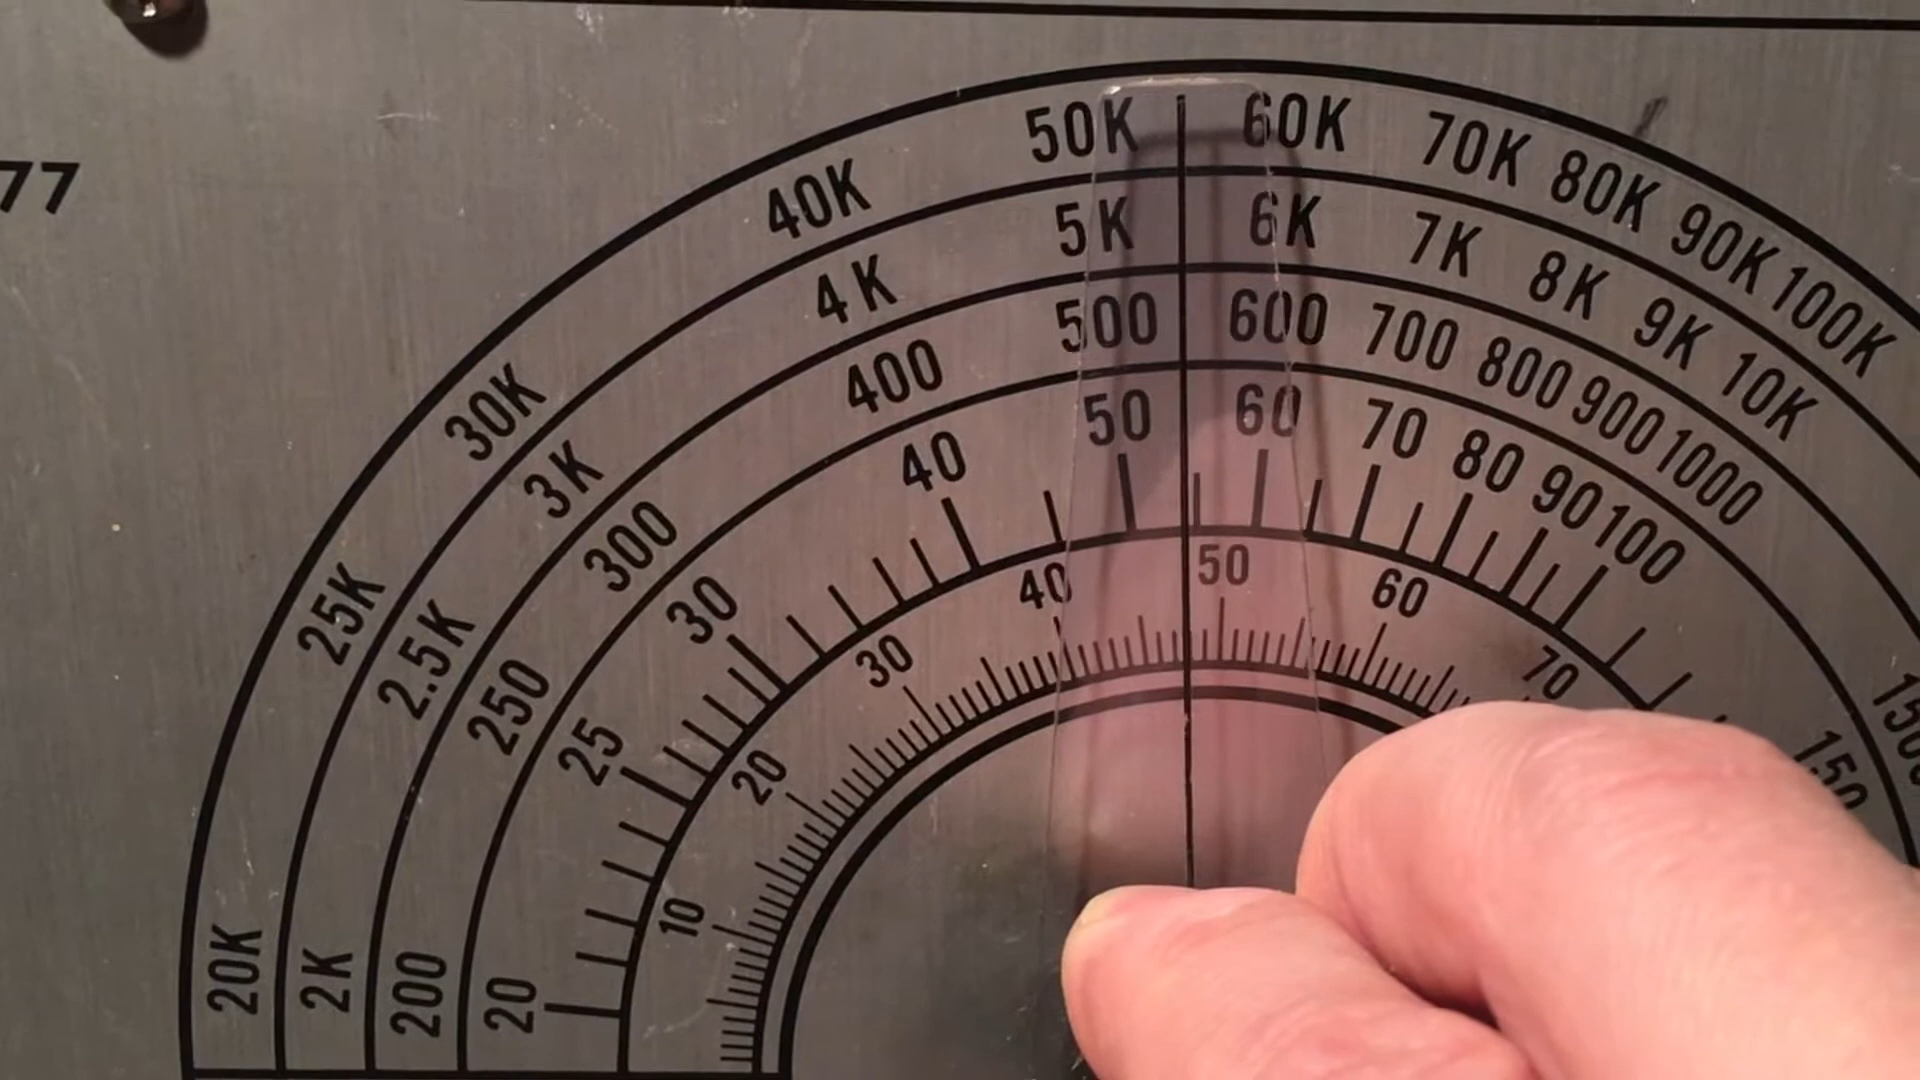 77
20K 25K 30K 40K 50K 60K 70K 80K 90K 100K
2K 2.5K 3K 4K 5K 6K 7K 8K 9K 10K
200 250 300 400 500 600 700 800 900 1000
20 25 30 40 50 60 70 80 90 100 150
10 20 30 40 50 60 70